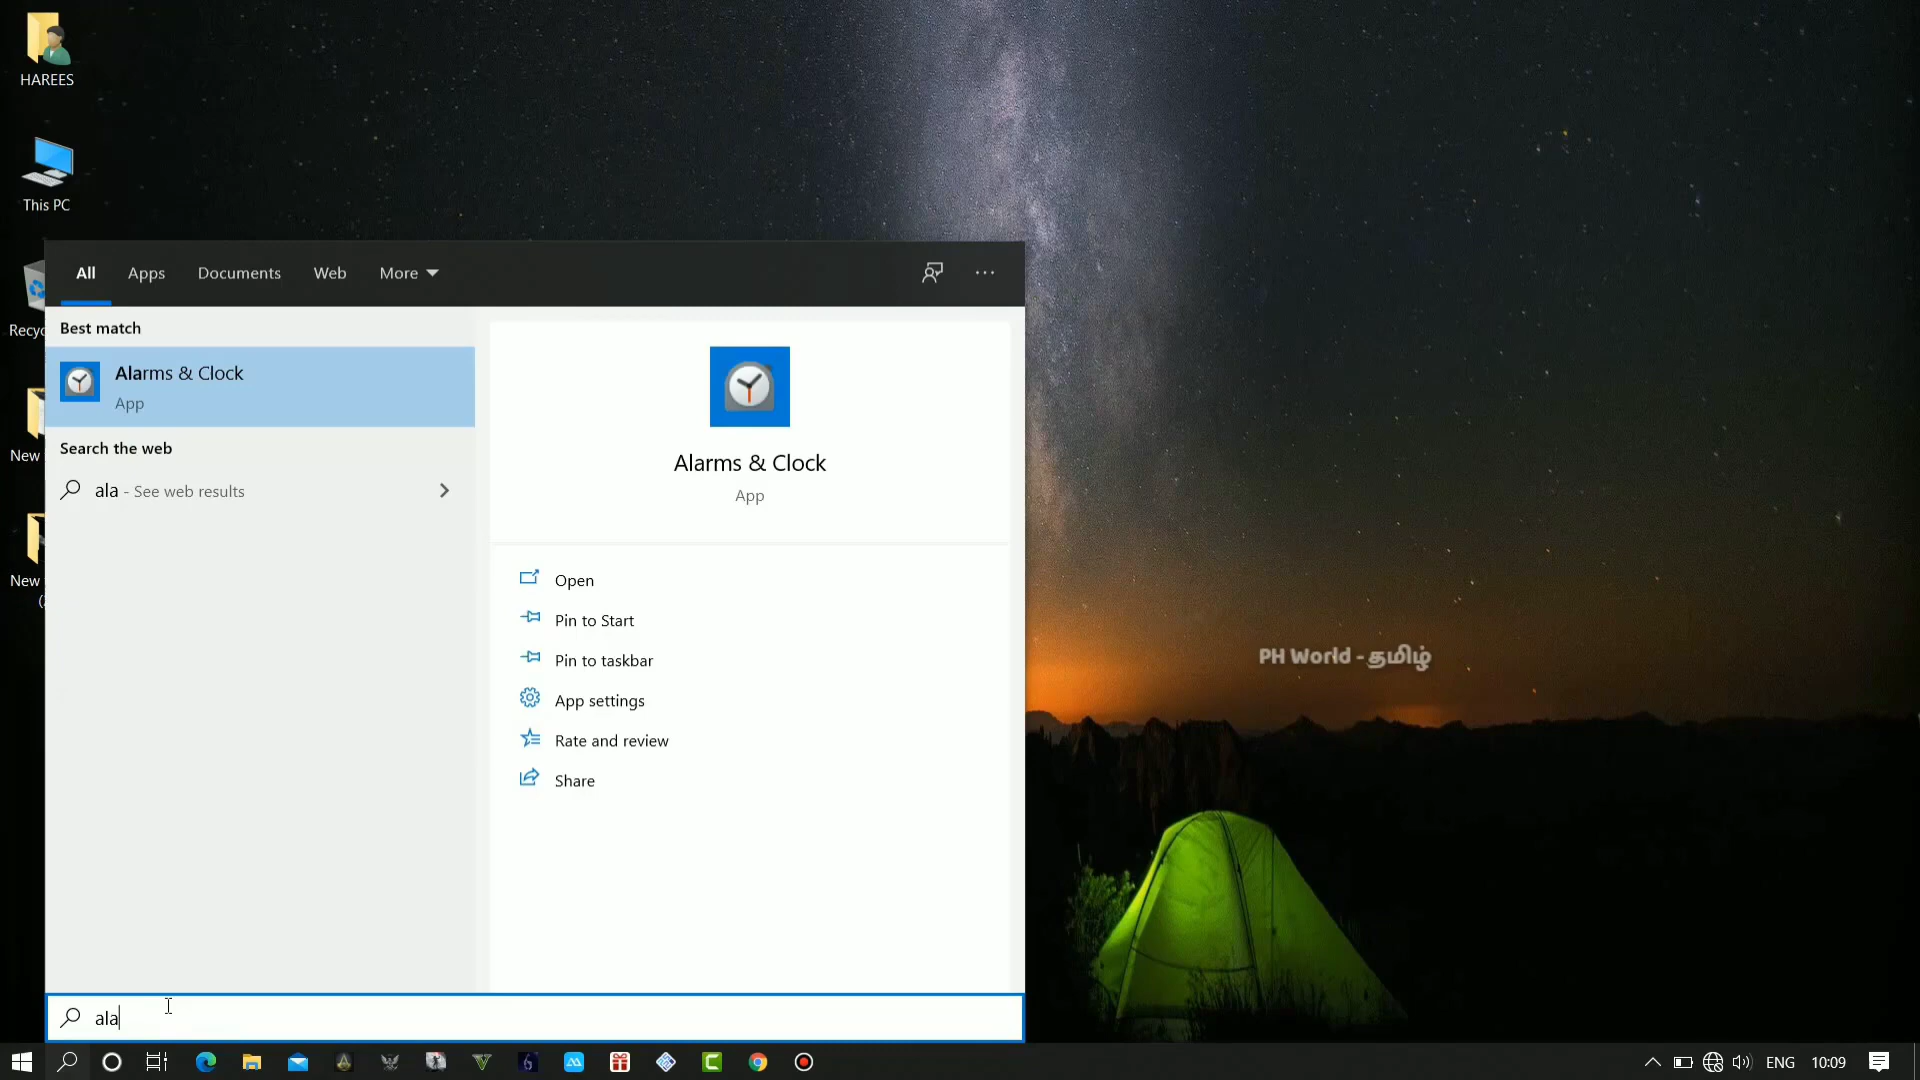 HAREES
This PC
Recyc
New
New
(
All Apps Documents Web More
Best match
Alarms & Clock
App
Search the web
ala - See web results
Alarms & Clock
App
Open
Pin to Start
Pin to taskbar
App settings
Rate and review
Share
PH World - தமிழ்
ala
ENG 10:09